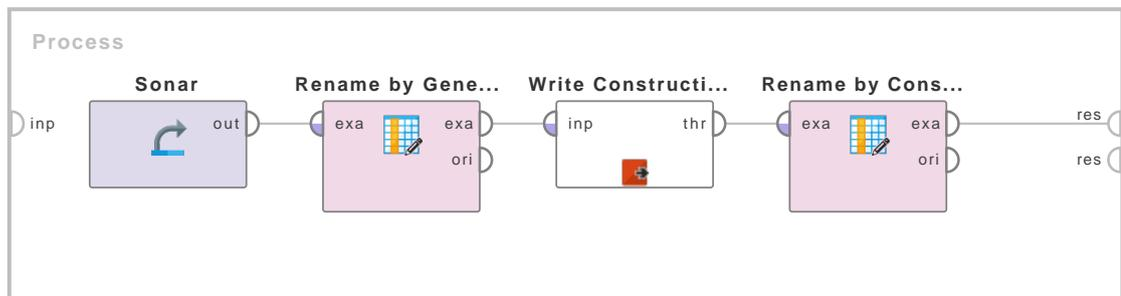 Process
Sonar
Rename by Gene...
Write Constructi...
Rename by Cons...
inp
out
exa
exa
ori
inp
thr
exa
exa
ori
res
res